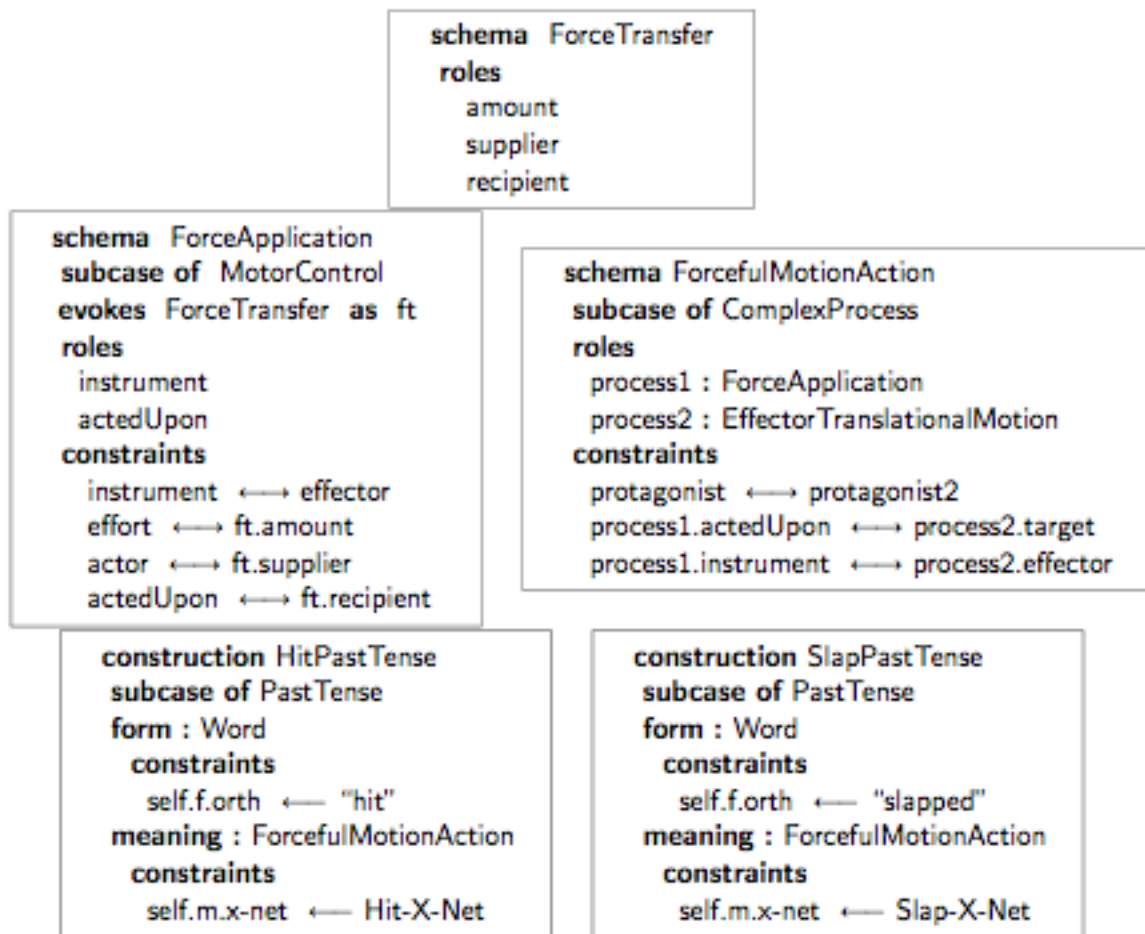 schema ForceTransfer
roles
amount
supplier
recipient
schema ForceApplication
subcase of MotorControl
evokes ForceTransfer as ft
roles
instrument
actedUpon
constraints
instrument ⟷ effector
effort ⟷ ft.amount
actor ⟷ ft.supplier
actedUpon ⟷ ft.recipient
schema ForcefulMotionAction
subcase of ComplexProcess
roles
process1 : ForceApplication
process2 : EffectorTranslationalMotion
constraints
protagonist ⟷ protagonist2
process1.actedUpon ⟷ process2.target
process1.instrument ⟷ process2.effector
construction HitPastTense
subcase of PastTense
form : Word
constraints
self.f.orth ⟵ "hit"
meaning : ForcefulMotionAction
constraints
self.m.x-net ⟵ Hit-X-Net
construction SlapPastTense
subcase of PastTense
form : Word
constraints
self.f.orth ⟵ "slapped"
meaning : ForcefulMotionAction
constraints
self.m.x-net ⟵ Slap-X-Net